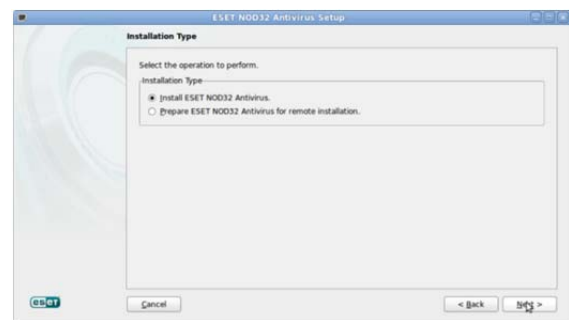 ESET NOD32 Antivirus Setup
Installation Type
Select the operation to perform.
Installation Type
Install ESET NOD32 Antivirus.
Prepare ESET NOD32 Antivirus for remote installation.
eseT
Cancel
< Back
Next >